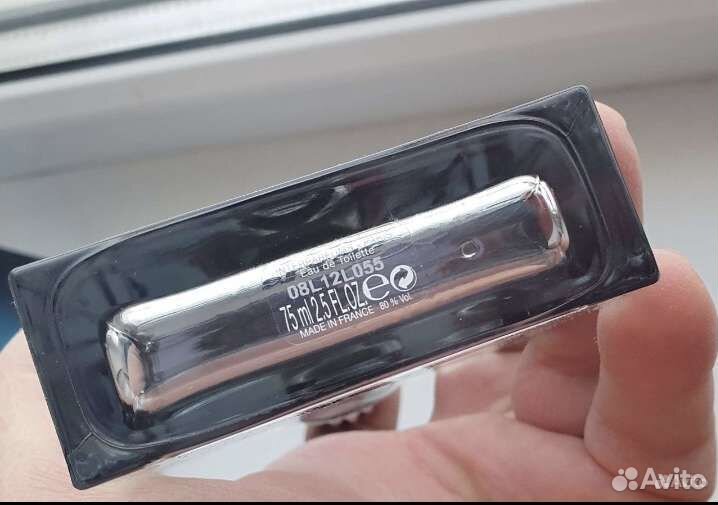 Eau de Toilette
08L12L055
75 ml 2.5 FL.OZ. e
MADE IN FRANCE 80 % Vol.
Avito